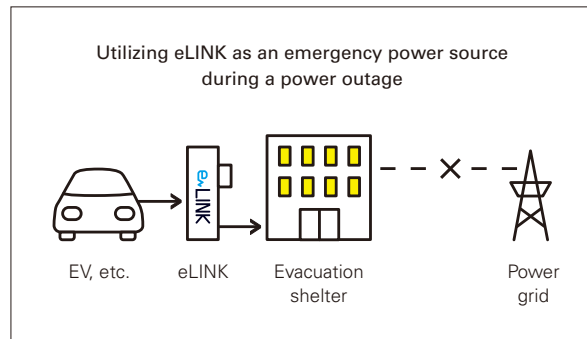 Utilizing eLINK as an emergency power source
during a power outage
eLINK
EV, etc.
eLINK
Evacuation
shelter
Power
grid